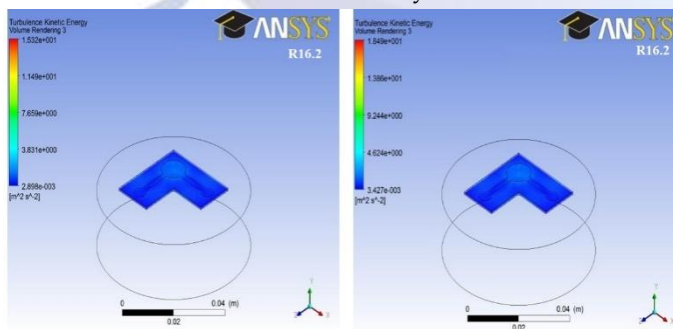 Turbulence Kinetic Energy
Volume Rendering 3
1.532e+001
1.149e+001
7.659e+000
3.831e+000
2.898e-003
[m^2 s^-2]
ANSYS
R16.2
0
0.04 (m)
0.02
Y
Z
X
Turbulence Kinetic Energy
Volume Rendering 3
1.849e+001
1.386e+001
9.244e+000
4.624e+000
3.427e-003
[m^2 s^-2]
ANSYS
R16.2
0
0.04 (m)
0.02
Y
Z
X